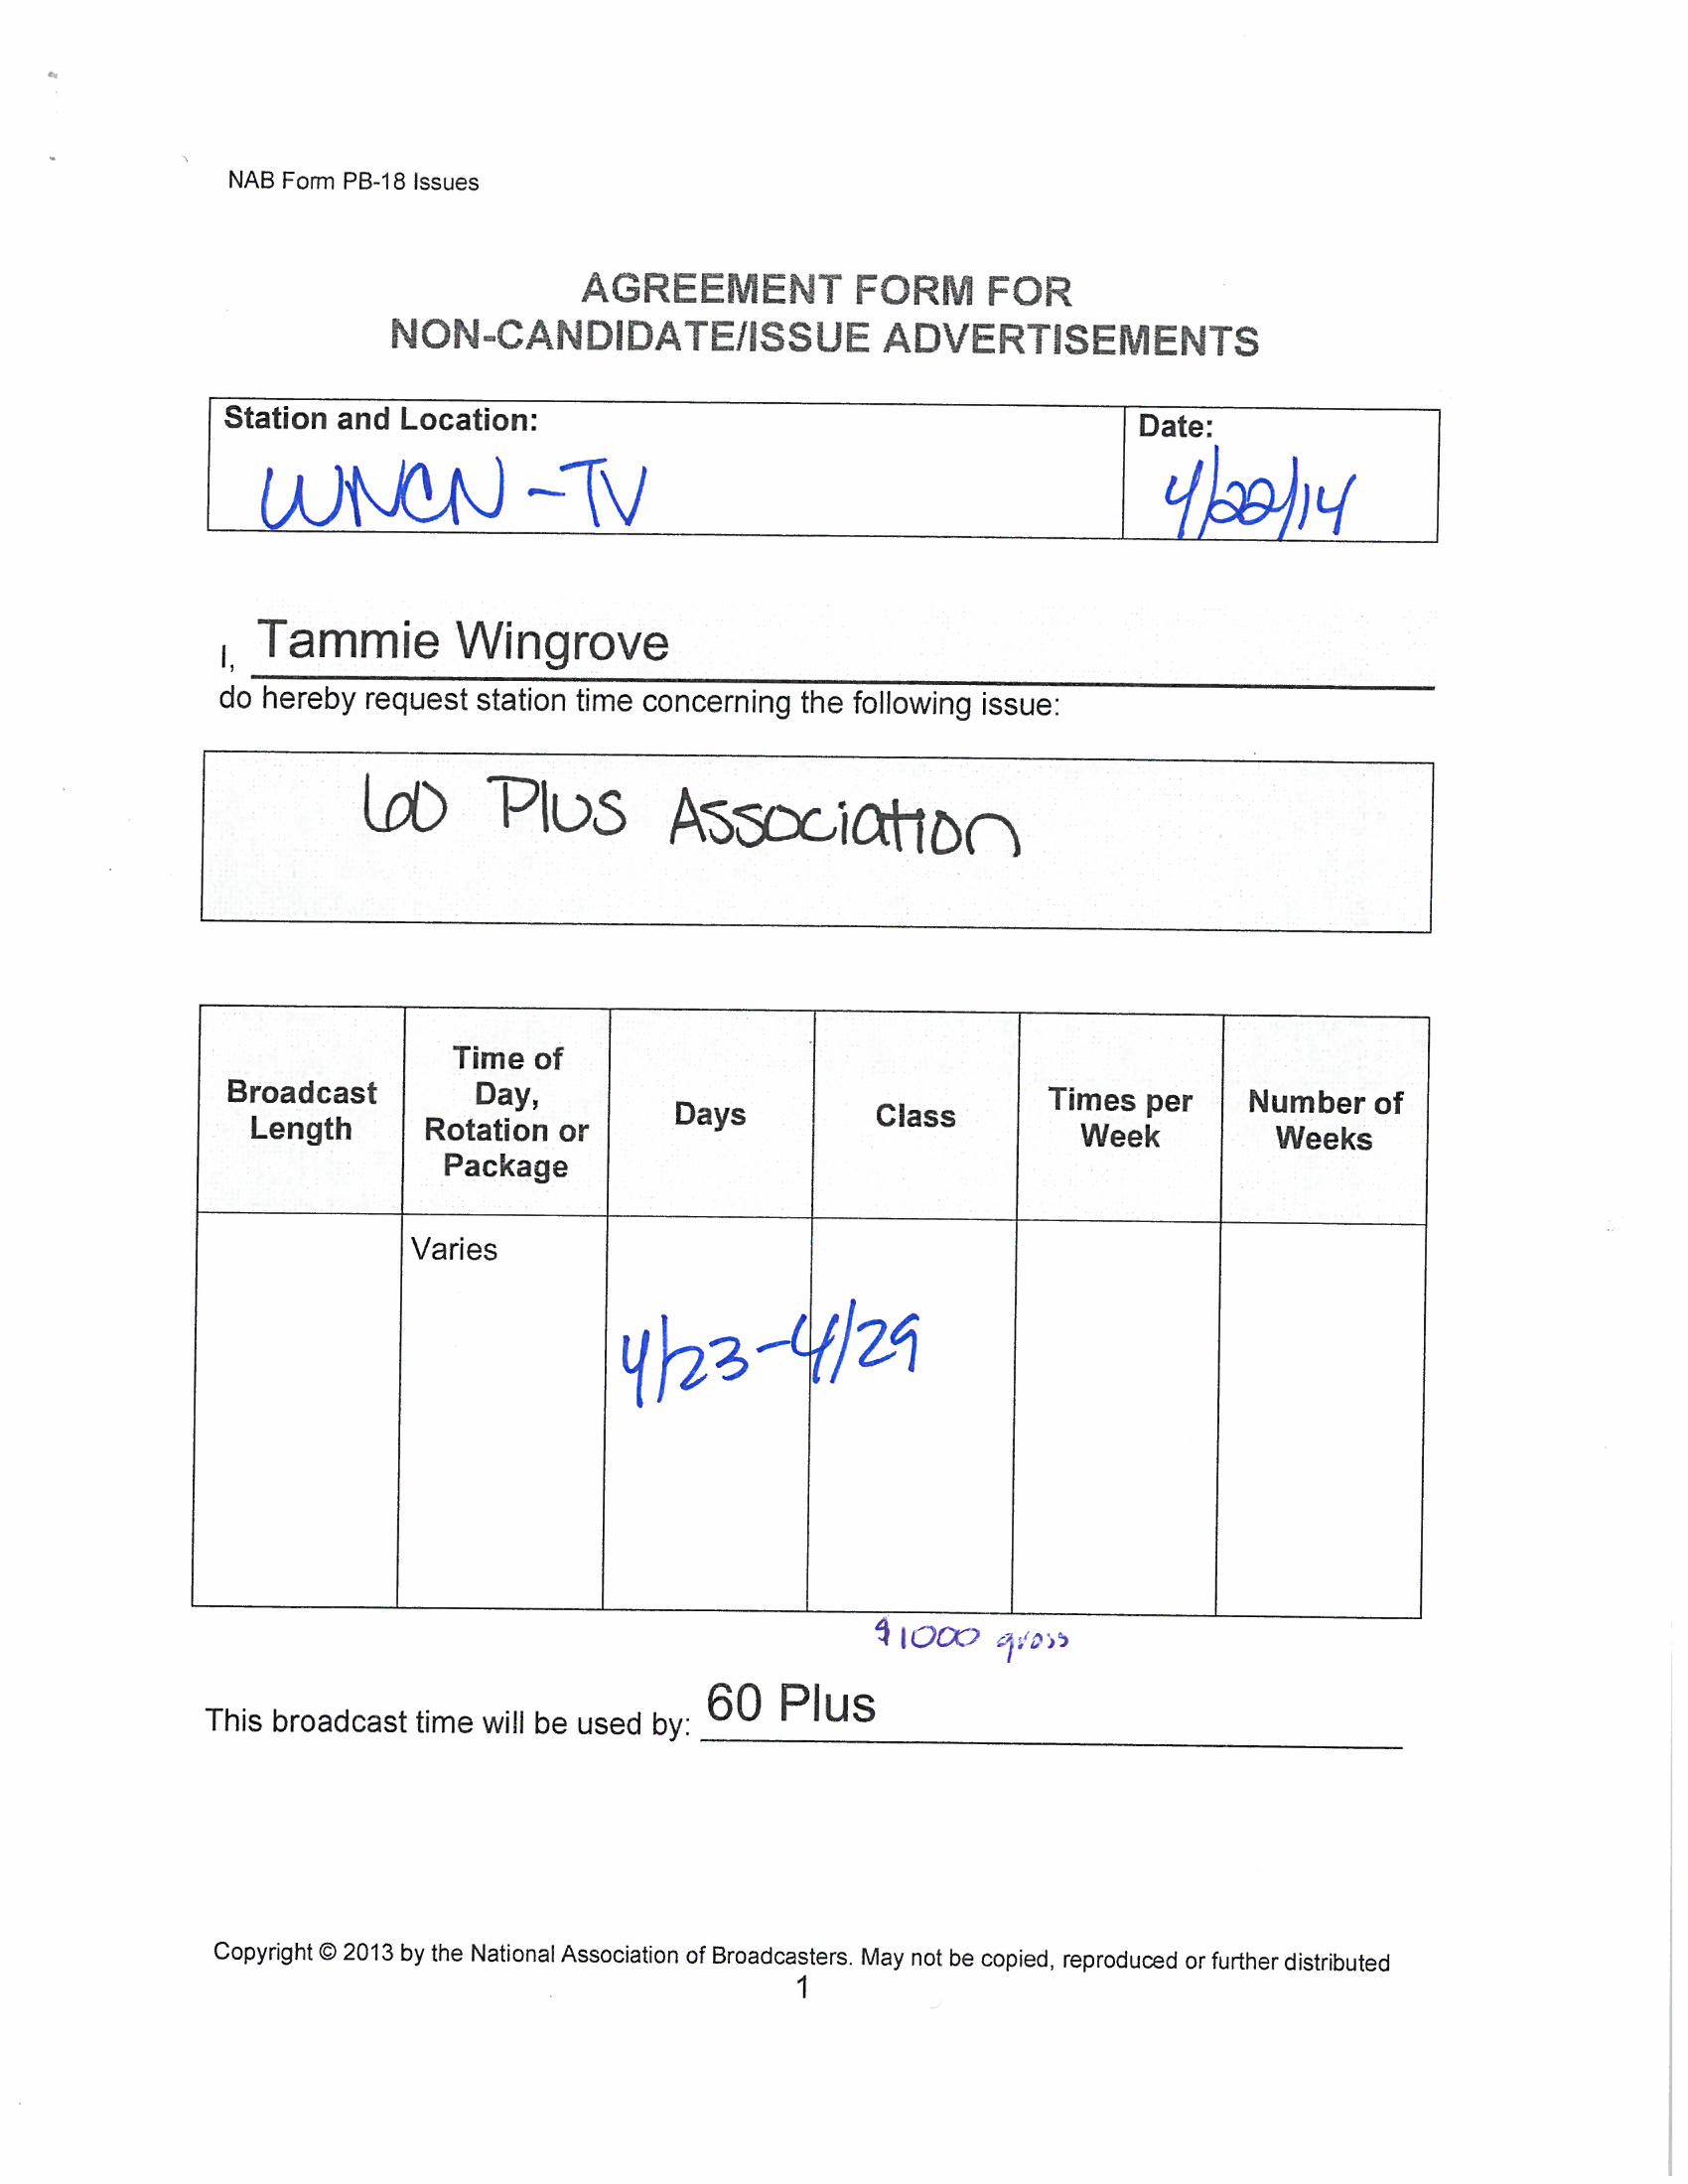 NAB Form PB-18 Issues
AGREEMENT FORM FOR
NON-CANDIDATE/ISSUE ADVERTISEMENTS
Station and Location:
Date:
WNCN-TV
4/22/14
I, Tammie Wingrove
do hereby request station time concerning the following issue:
60 Plus Association
Broadcast Length
Time of Day, Rotation or Package
Days
Class
Times per Week
Number of Weeks
Varies
4/23-4/29
$1000 gross
This broadcast time will be used by: 60 Plus
Copyright © 2013 by the National Association of Broadcasters. May not be copied, reproduced or further distributed
1